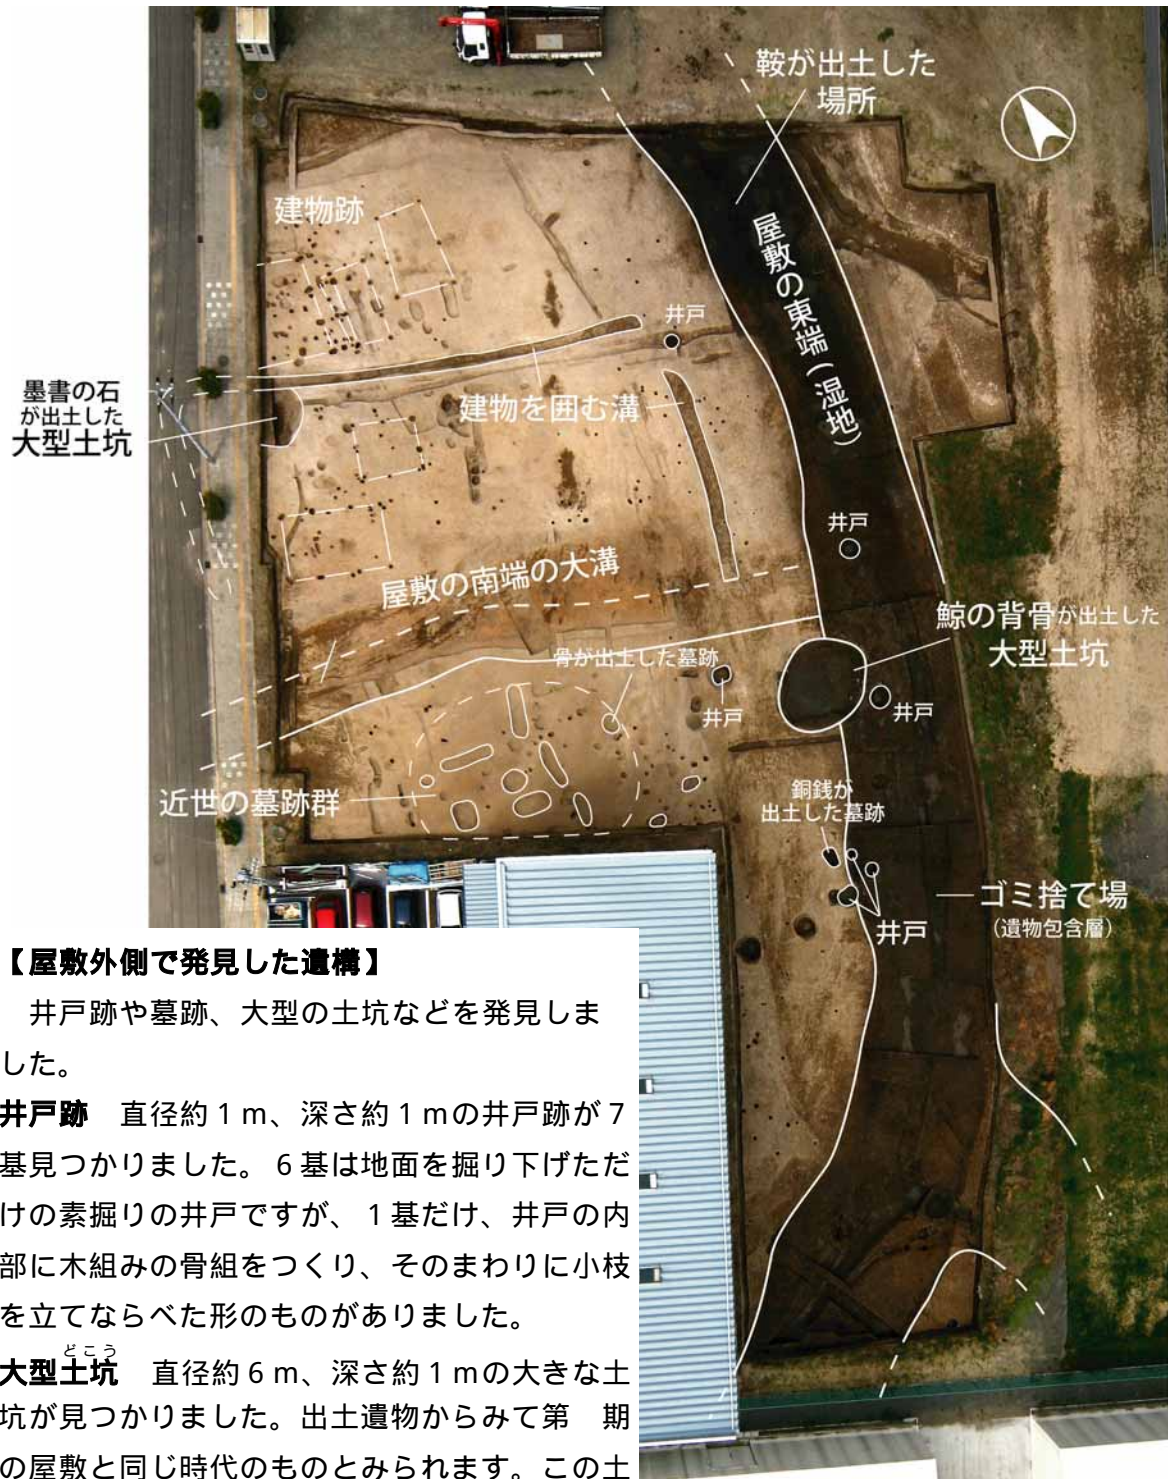 鞍が出土した
場所
建物跡
屋敷の東端（湿地）
井戸
墨書の石
が出土した
大型土坑
建物を囲む溝
井戸
屋敷の南端の大溝
鯨の背骨が出土した
大型土坑
骨が出土した墓跡
井戸
井戸
近世の墓跡群
銅銭が
出土した墓跡
ゴミ捨て場
（遺物包含層）
井戸
【屋敷外側で発見した遺構】
井戸跡や墓跡、大型の土坑などを発見しま
した。
井戸跡　直径約１ｍ、深さ約１ｍの井戸跡が７
基見つかりました。６基は地面を掘り下げただ
けの素掘りの井戸ですが、１基だけ、井戸の内
部に木組みの骨組をつくり、そのまわりに小枝
を立てならべた形のものがありました。
どこう
大型土坑　直径約６ｍ、深さ約１ｍの大きな土
坑が見つかりました。出土遺物からみて第　期
の屋敷と同じ時代のものとみられます。この土